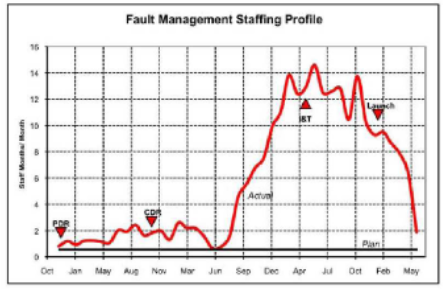 Fault Management Staffing Profile
Staff Months/ Month
16
14
12
10
8
6
4
2
0
PDR
CDR
I&T
Launch
Actual
Plan
Oct Jan May Aug Nov Mar Jun Sep Dec Apr Jul Oct Feb May